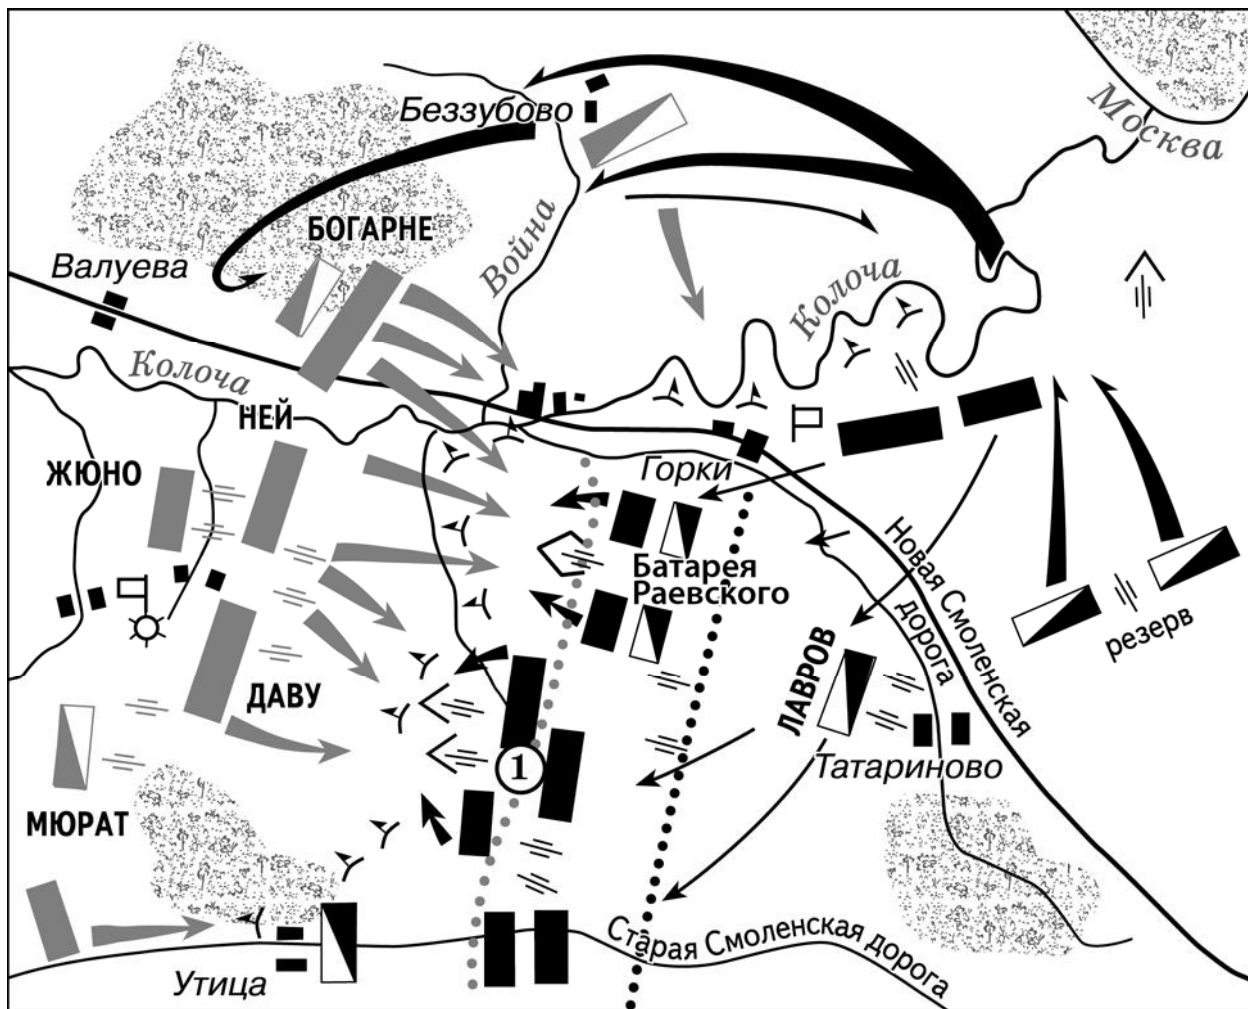 Москва
Беззубово
БОГАРНЕ
Война
Валуева
Колоча
Колоча
НЕЙ
ЖЮНО
Горки
Батарея
Раевского
Новая Смоленская
дорога
резерв
ЛАВРОВ
ДАВУ
1
Татариново
МЮРАТ
Старая Смоленская дорога
Утица